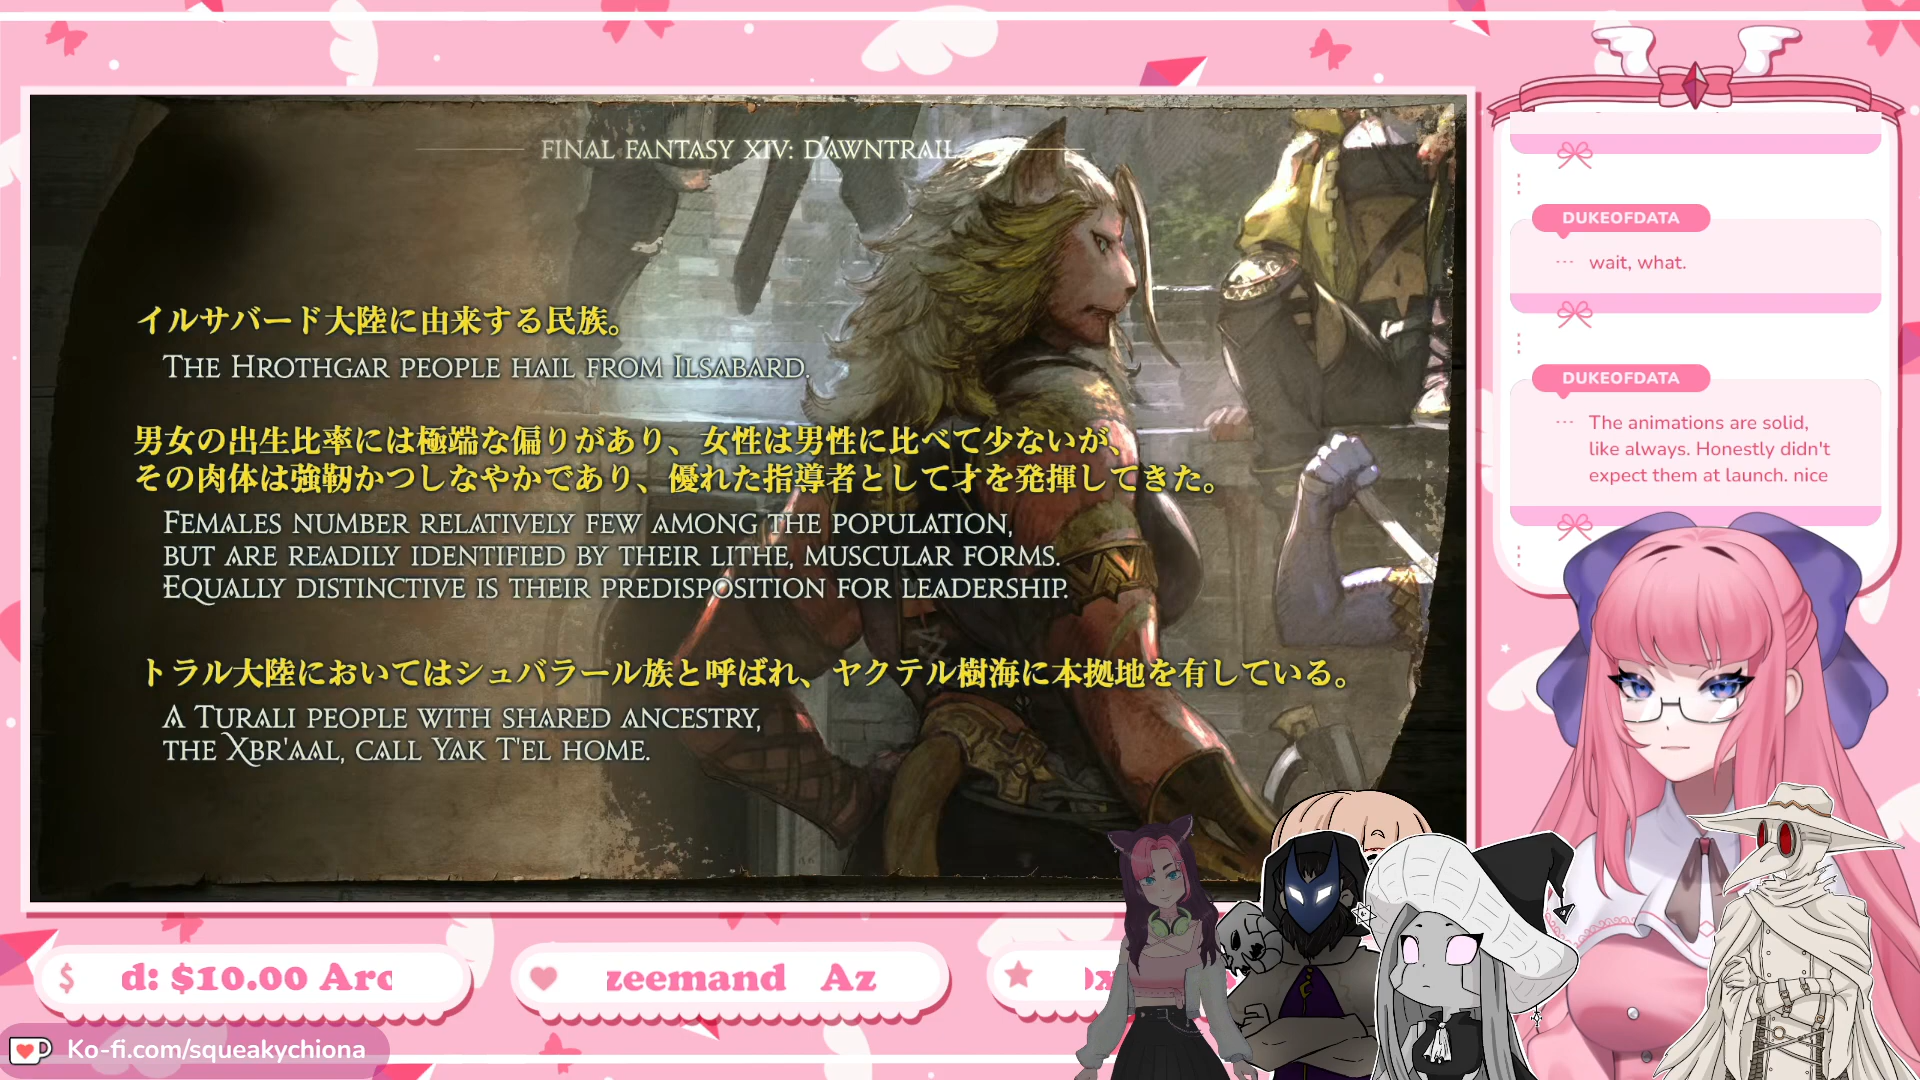 FINAL FANTASY XIV: DAWNTRAIL
イルサバード大陸に由来する民族。
The Hrothgar people hail from Ilsabard.
男女の出生比率には極端な偏りがあり、女性は男性に比べて少ないが、
その肉体は強靭かつしなやかであり、優れた指導者として才を発揮してきた。
Females number relatively few among the population,
but are readily identified by their lithe, muscular forms.
Equally distinctive is their predisposition for leadership.
トラル大陸においてはシュバラール族と呼ばれ、ヤクテル樹海に本拠地を有している。
A Turali people with shared ancestry,
the Xbr'aal, call Yak T'el home.
DUKEOFDATA
wait, what.
DUKEOFDATA
The animations are solid,
like always. Honestly didn't
expect them at launch. nice
$ d: $10.00 Arc
zeemand Az
Ko-fi.com/squeakychiona